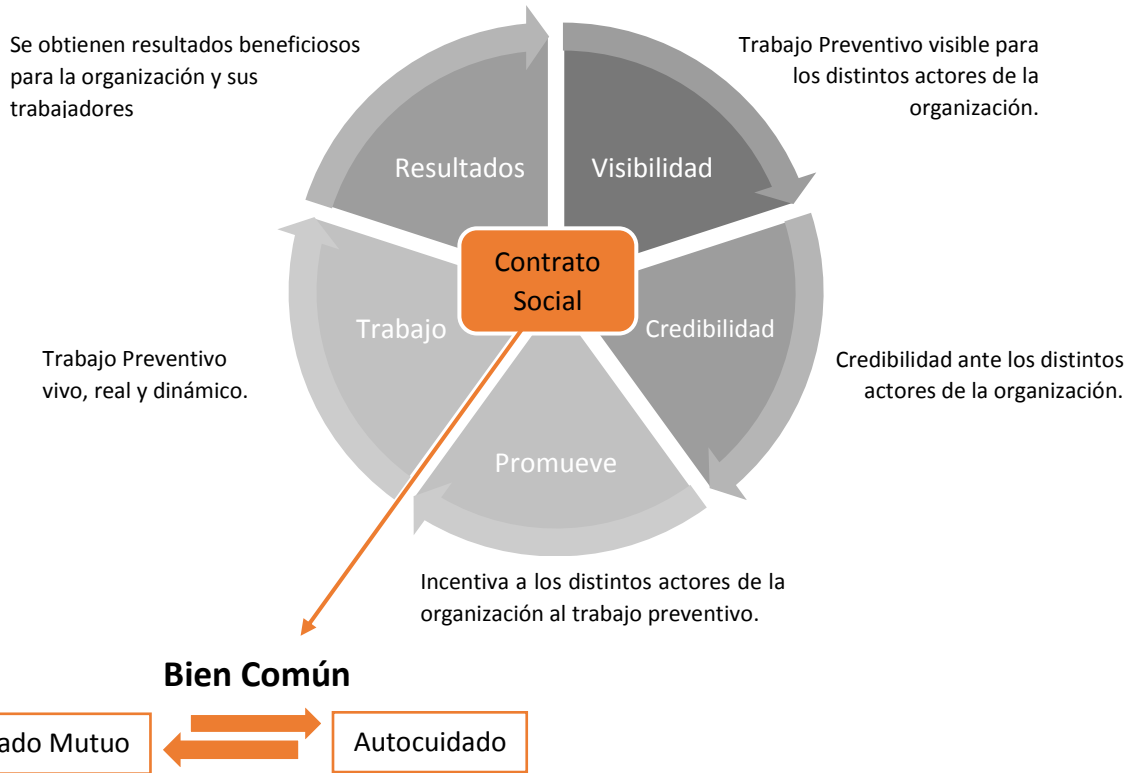 Se obtienen resultados beneficiosos
para la organización y sus
trabajadores
Trabajo Preventivo visible para
los distintos actores de la
organización.
Resultados
Visibilidad
Contrato
Social
Trabajo
Credibilidad
Trabajo Preventivo
vivo, real y dinámico.
Credibilidad ante los distintos
actores de la organización.
Promueve
Incentiva a los distintos actores de la
organización al trabajo preventivo.
Bien Común
ado Mutuo
Autocuidado